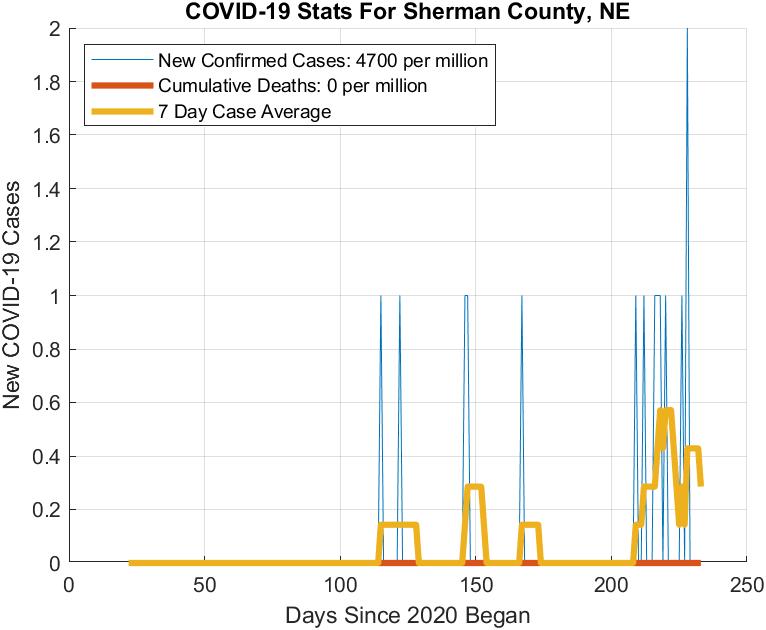 COVID-19 Stats For Sherman County, NE
New Confirmed Cases: 4700 per million
Cumulative Deaths: 0 per million
7 Day Case Average
New COVID-19 Cases
2
1.8
1.6
1.4
1.2
1
0.8
0.6
0.4
0.2
0
0 50 100 150 200 250
Days Since 2020 Began